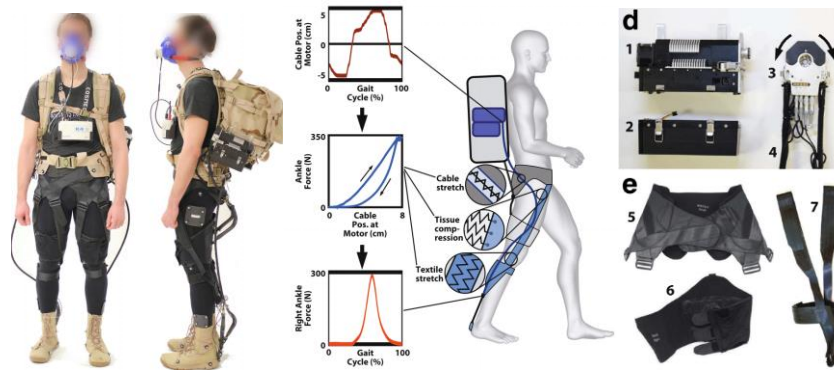 5
0
-5
Cable Pos. at
Motor (cm)
0
100
Gait
Cycle (%)
350
0
Ankle
Force (N)
0
8
Cable
Pos. at
Motor (cm)
300
0
Right Ankle
Force (N)
0
100
Gait
Cycle (%)
Cable
stretch
Tissue
compression
Textile
stretch
d
1
2
3
4
e
5
6
7